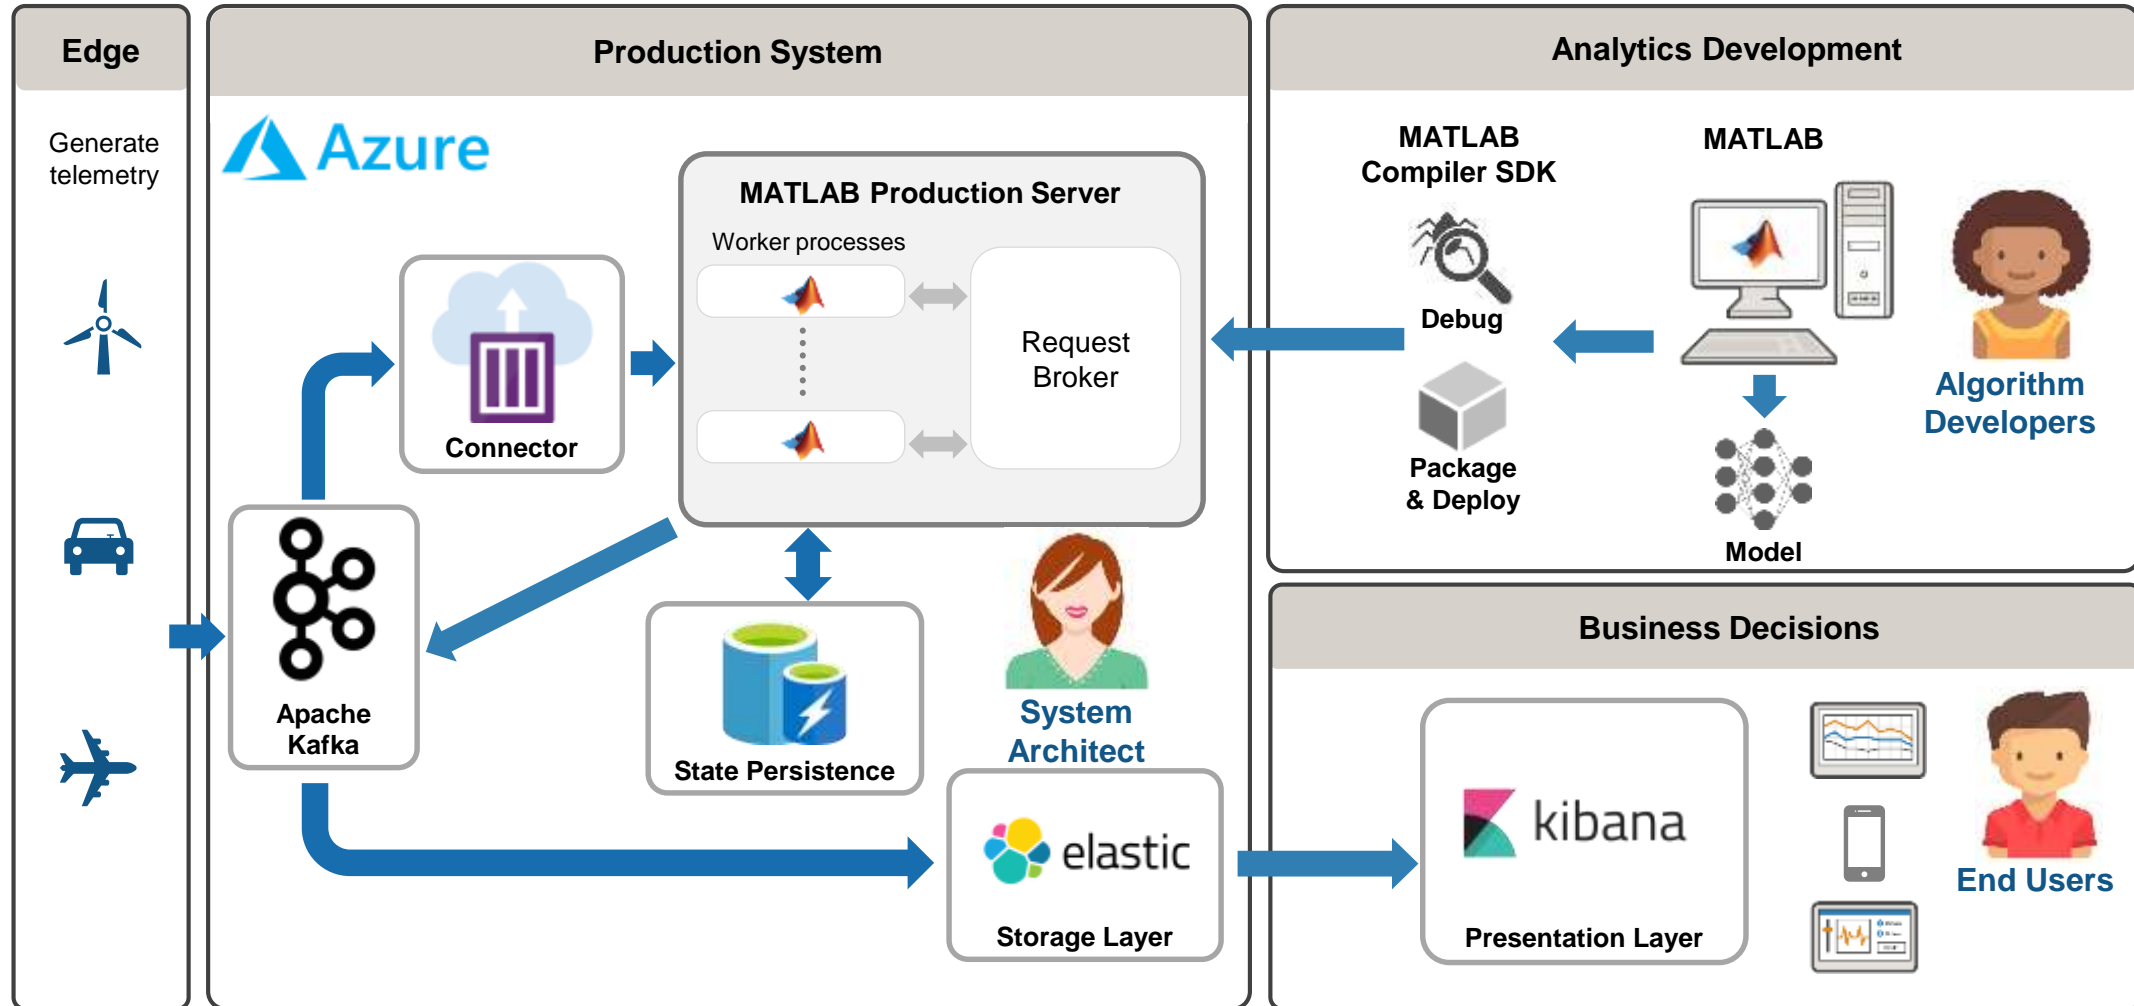 Edge
Generate
telemetry
Production System
Azure
MATLAB Production Server
Worker processes
Request
Broker
Connector
Apache
Kafka
State Persistence
System
Architect
elastic
Storage Layer
Analytics Development
MATLAB
Compiler SDK
Debug
Package
& Deploy
MATLAB
Model
Algorithm
Developers
Business Decisions
kibana
Presentation Layer
End Users